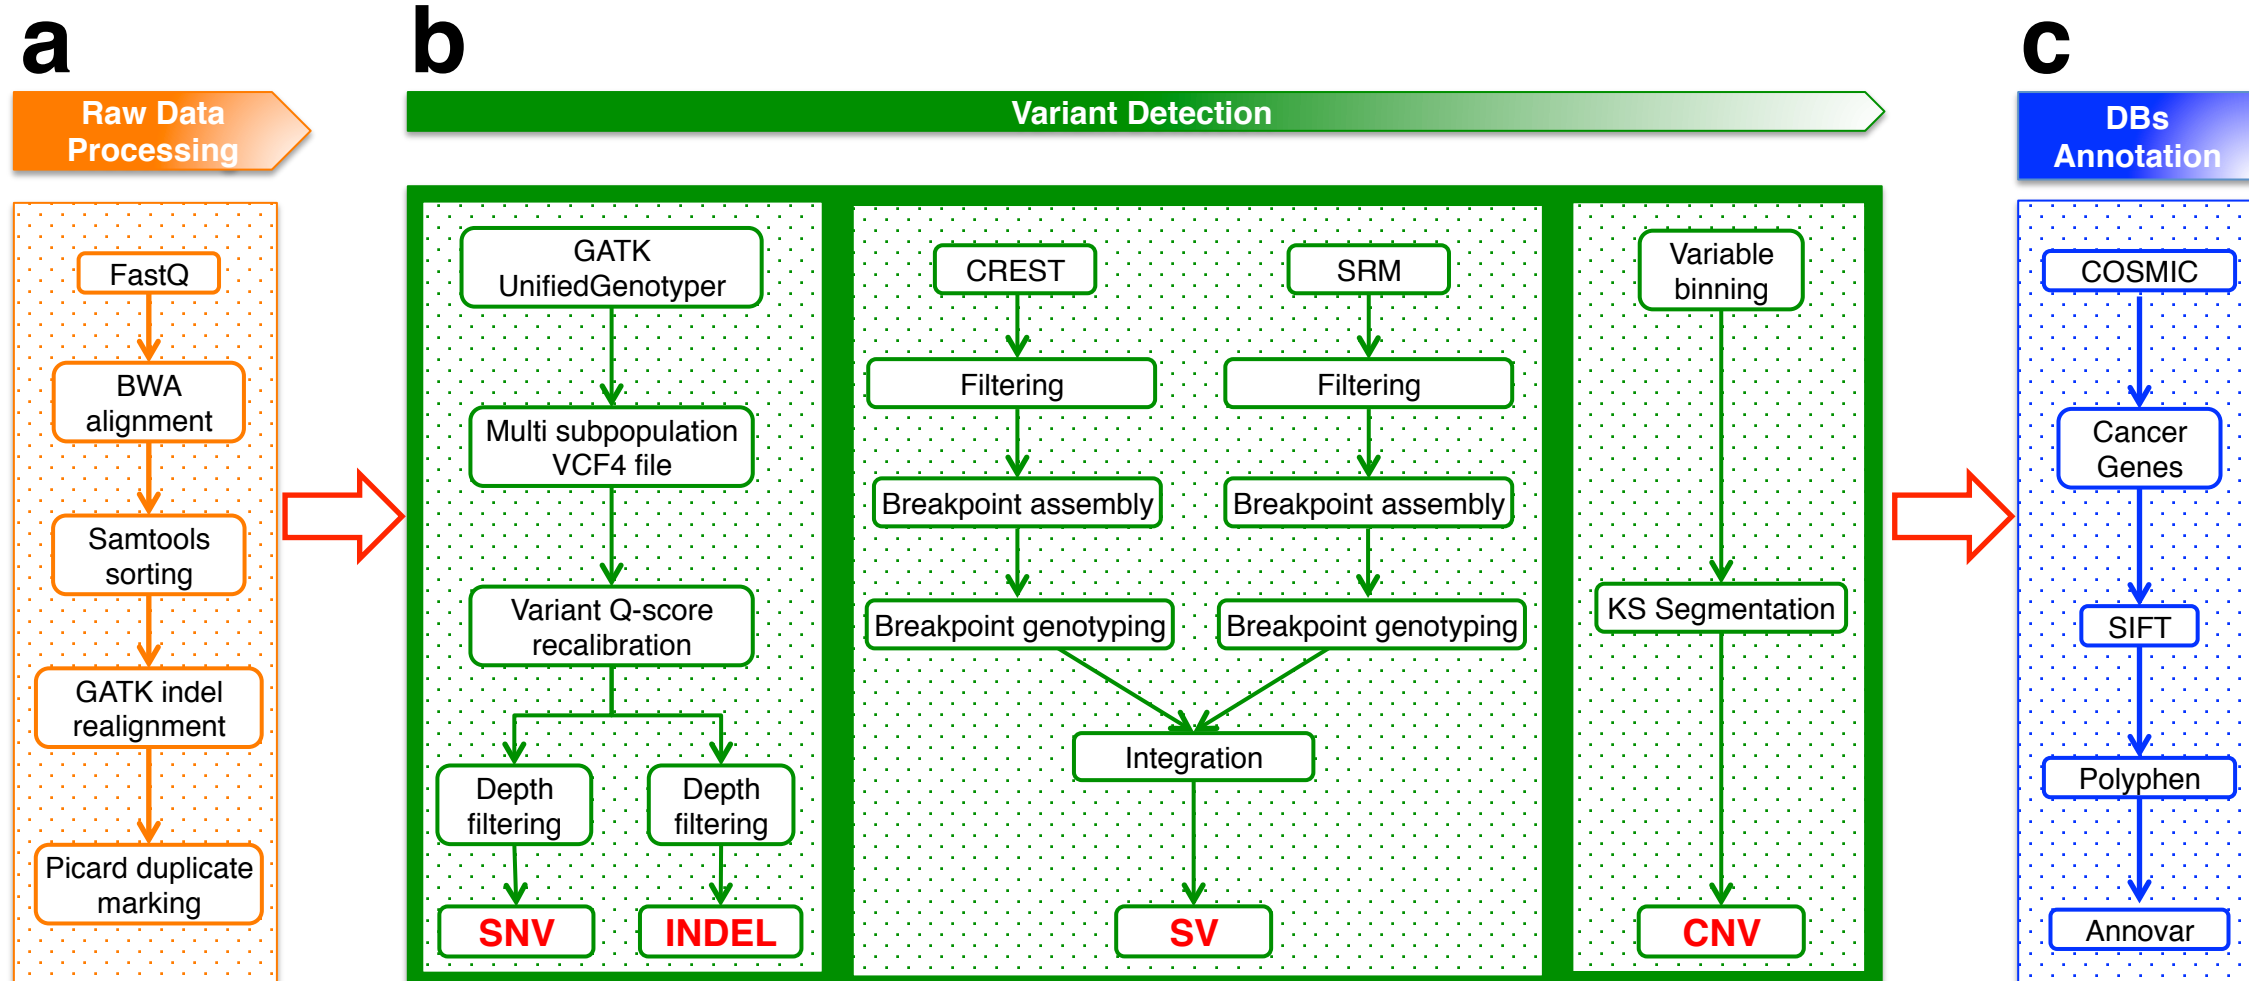 a
Raw Data
Processing
FastQ
BWA
alignment
Samtools
sorting
GATK indel
realignment
Picard duplicate
marking
b
Variant Detection
GATK
UnifiedGenotyper
Multi subpopulation
VCF4 file
Variant Q-score
recalibration
Depth
filtering
Depth
filtering
SNV
INDEL
CREST
SRM
Filtering
Filtering
Breakpoint assembly
Breakpoint assembly
Breakpoint genotyping
Breakpoint genotyping
Integration
SV
Variable
binning
KS Segmentation
CNV
c
DBs
Annotation
COSMIC
Cancer
Genes
SIFT
Polyphen
Annovar